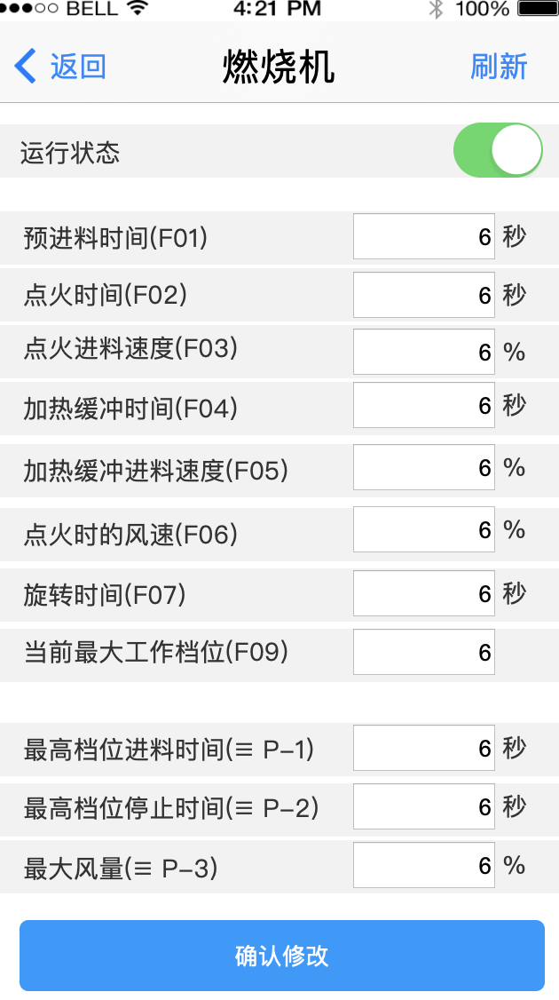 BELL 4:21 PM 100%
返回 燃烧机 刷新
运行状态
预进料时间(F01) 6 秒
点火时间(F02) 6 秒
点火进料速度(F03) 6 %
加热缓冲时间(F04) 6 秒
加热缓冲进料速度(F05) 6 %
点火时的风速(F06) 6 %
旋转时间(F07) 6 秒
当前最大工作档位(F09) 6
最高档位进料时间(≡ P-1) 6 秒
最高档位停止时间(≡ P-2) 6 秒
最大风量(≡ P-3) 6 %
确认修改